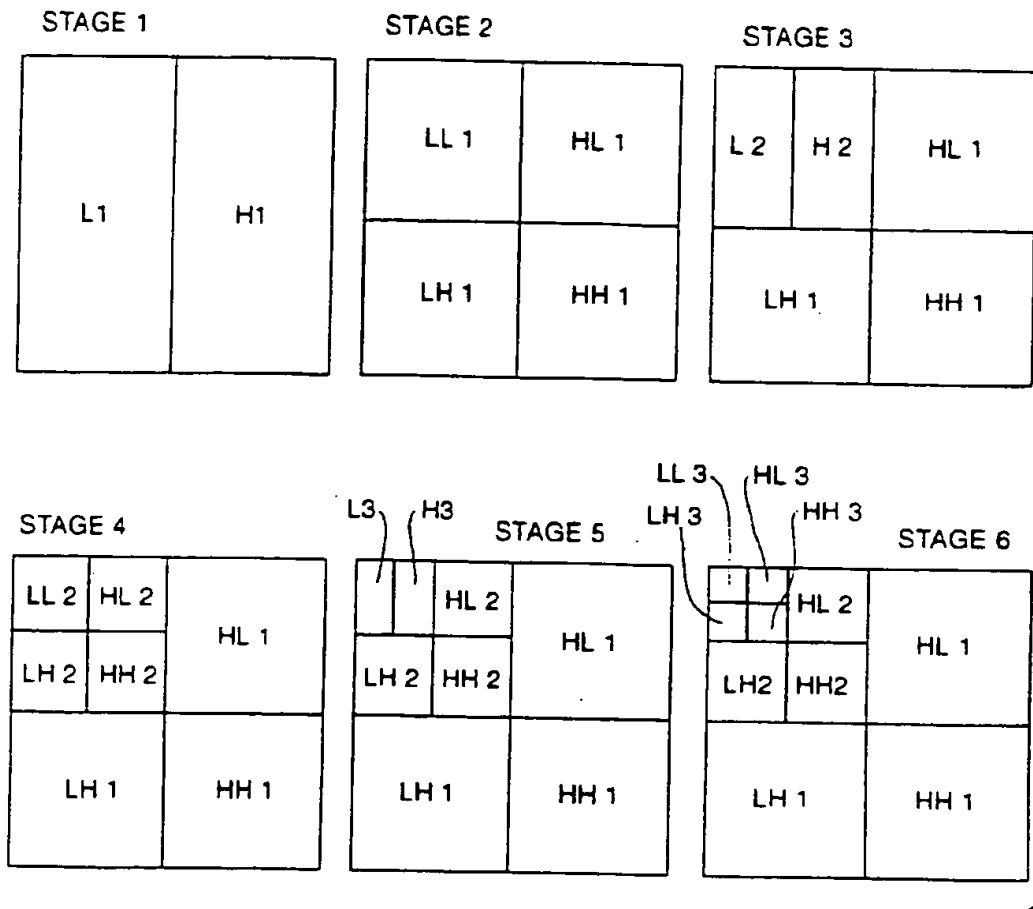 STAGE 1
L1
H1
STAGE 2
LL 1
HL 1
LH 1
HH 1
STAGE 3
L 2
H 2
HL 1
LH 1
HH 1
STAGE 4
LL 2
HL 2
HL 1
LH 2
HH 2
LH 1
HH 1
L3
H3
STAGE 5
HL 2
HL 1
LH 2
HH 2
LH 1
HH 1
LL 3
HL 3
LH 3
HH 3
STAGE 6
HL 2
HL 1
LH2
HH2
LH 1
HH 1